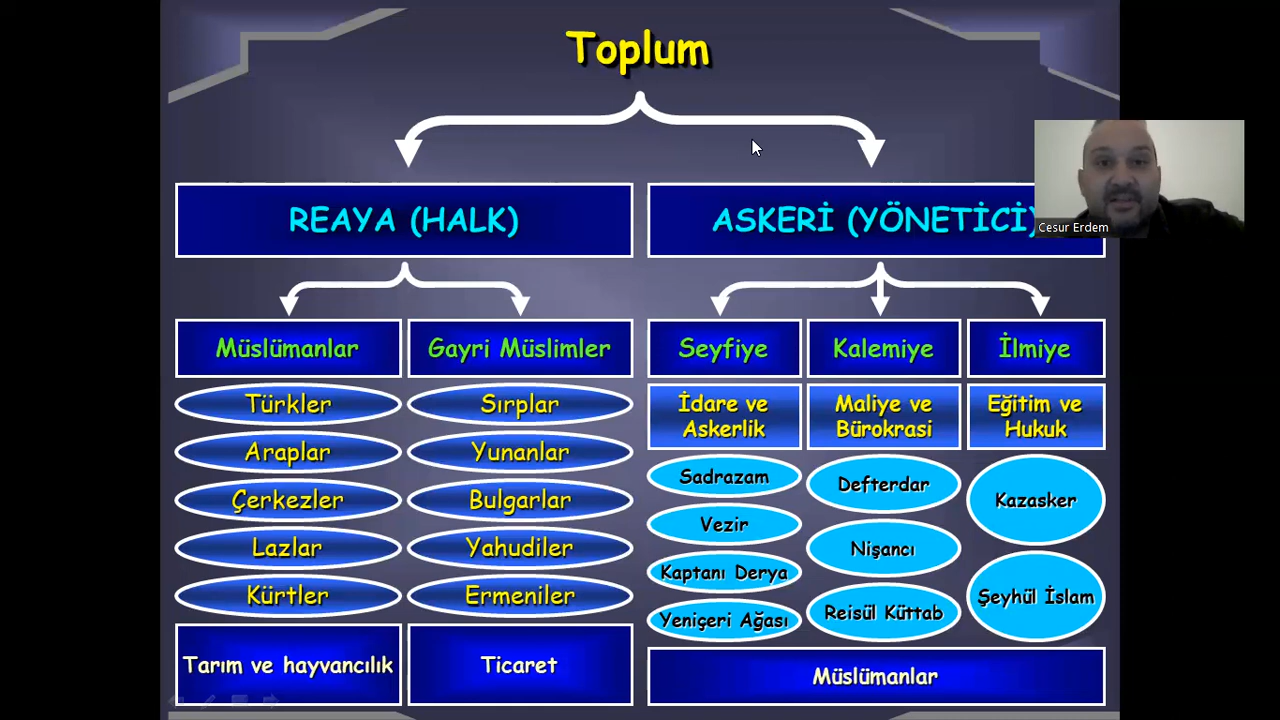 Toplum
REAYA (HALK)
ASKERİ (YÖNETİCİ)
Cesur Erdem
Müslümanlar
Gayri Müslimler
Seyfiye
Kalemiye
İlmiye
Türkler
Araplar
Çerkezler
Lazlar
Kürtler
Tarım ve hayvancılık
Sırplar
Yunanlar
Bulgarlar
Yahudiler
Ermeniler
Ticaret
İdare ve
Askerlik
Sadrazam
Vezir
Kaptanı Derya
Yeniçeri Ağası
Maliye ve
Bürokrasi
Defterdar
Nişancı
Reisül Küttab
Eğitim ve
Hukuk
Kazasker
Şeyhül İslam
Müslümanlar